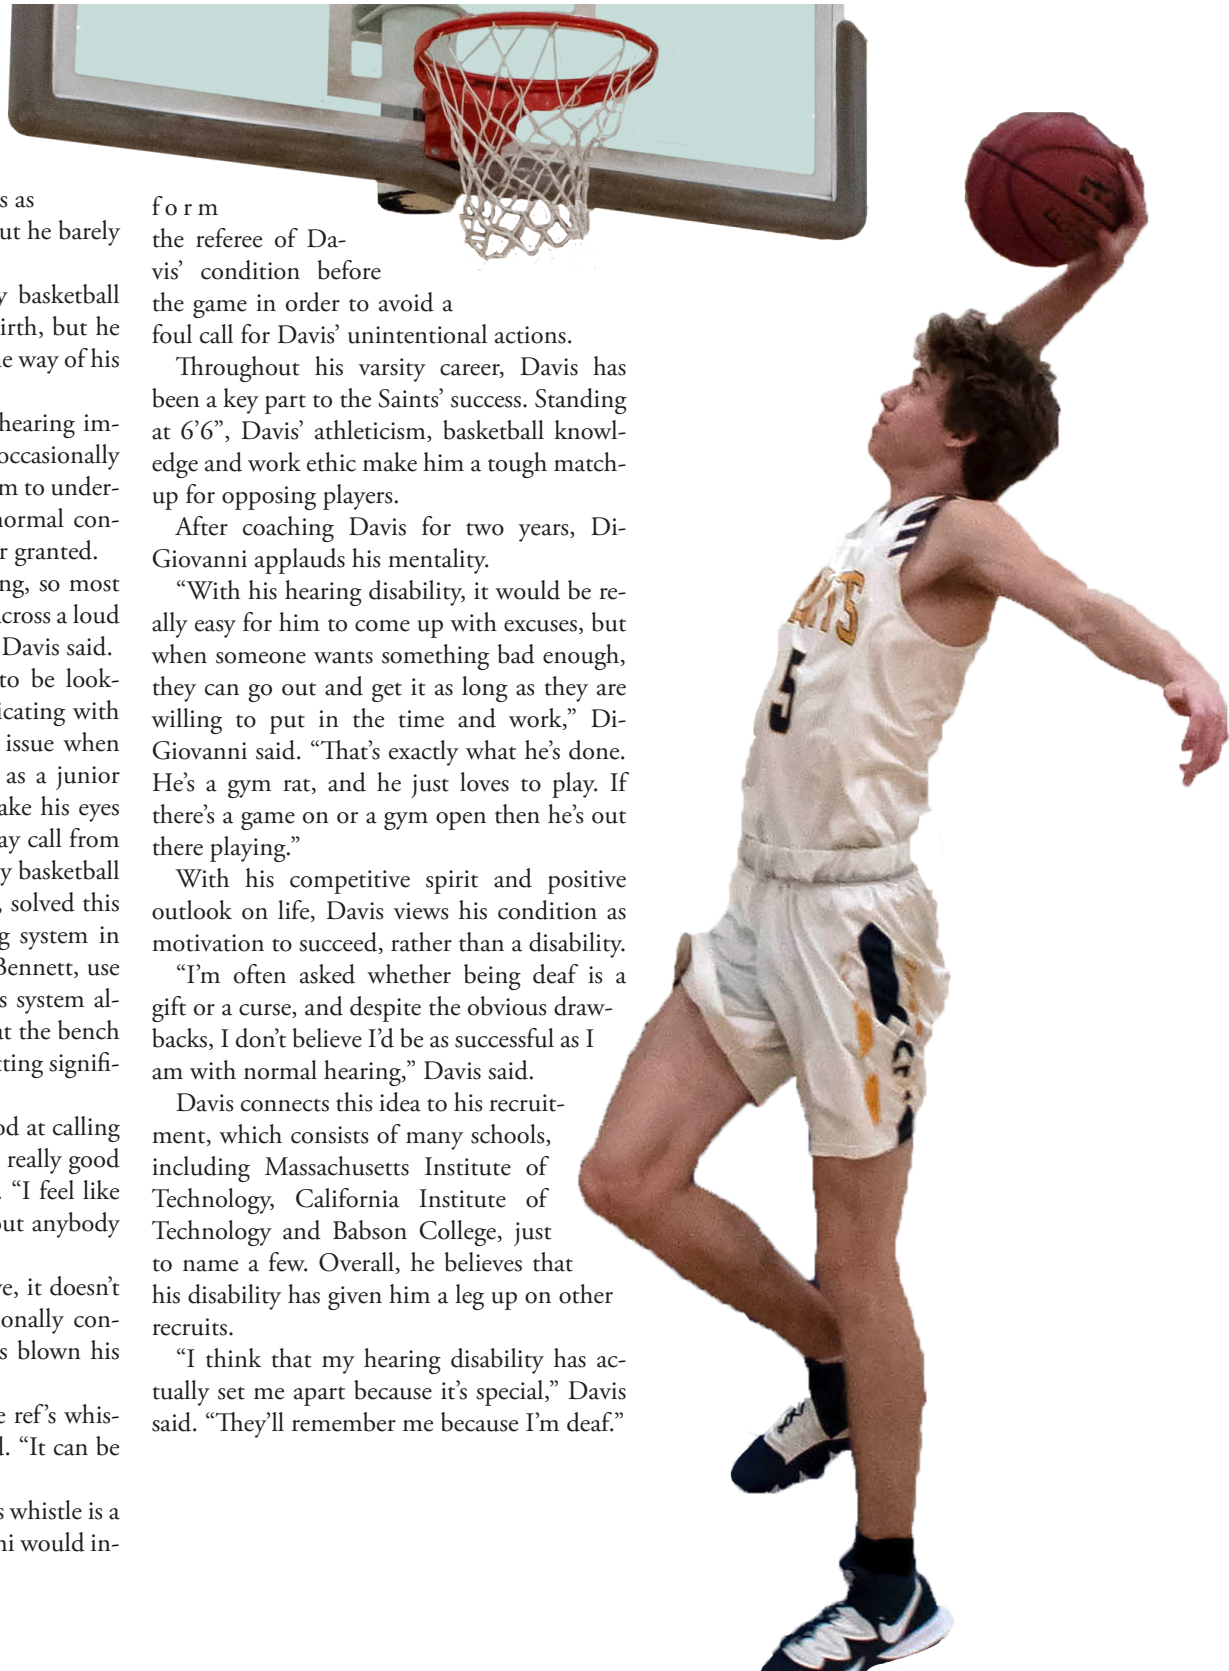 s as
ut he barely
y basketball
irth, but he
e way of his
hearing im-
occasionally
m to under-
normal con-
r granted.
ng, so most
across a loud
Davis said.
to be look-
icating with
issue when
as a junior
ake his eyes
ay call from
y basketball
, solved this
g system in
Bennett, use
s system al-
at the bench
tting signifi-
od at calling
really good
. “I feel like
out anybody
ve, it doesn’t
onally con-
s blown his
e ref’s whis-
d. “It can be
s whistle is a
ni would in-
form
the referee of Da-
vis’ condition before
the game in order to avoid a
foul call for Davis’ unintentional actions.
Throughout his varsity career, Davis has
been a key part to the Saints’ success. Standing
at 6’6”, Davis’ athleticism, basketball knowl-
edge and work ethic make him a tough match-
up for opposing players.
After coaching Davis for two years, Di-
Giovanni applauds his mentality.
“With his hearing disability, it would be re-
ally easy for him to come up with excuses, but
when someone wants something bad enough,
they can go out and get it as long as they are
willing to put in the time and work,” Di-
Giovanni said. “That’s exactly what he’s done.
He’s a gym rat, and he just loves to play. If
there’s a game on or a gym open then he’s out
there playing.”
With his competitive spirit and positive
outlook on life, Davis views his condition as
motivation to succeed, rather than a disability.
“I’m often asked whether being deaf is a
gift or a curse, and despite the obvious draw-
backs, I don’t believe I’d be as successful as I
am with normal hearing,” Davis said.
Davis connects this idea to his recruit-
ment, which consists of many schools,
including Massachusetts Institute of
Technology, California Institute of
Technology and Babson College, just
to name a few. Overall, he believes that
his disability has given him a leg up on other
recruits.
“I think that my hearing disability has ac-
tually set me apart because it’s special,” Davis
said. “They’ll remember me because I’m deaf.”
5